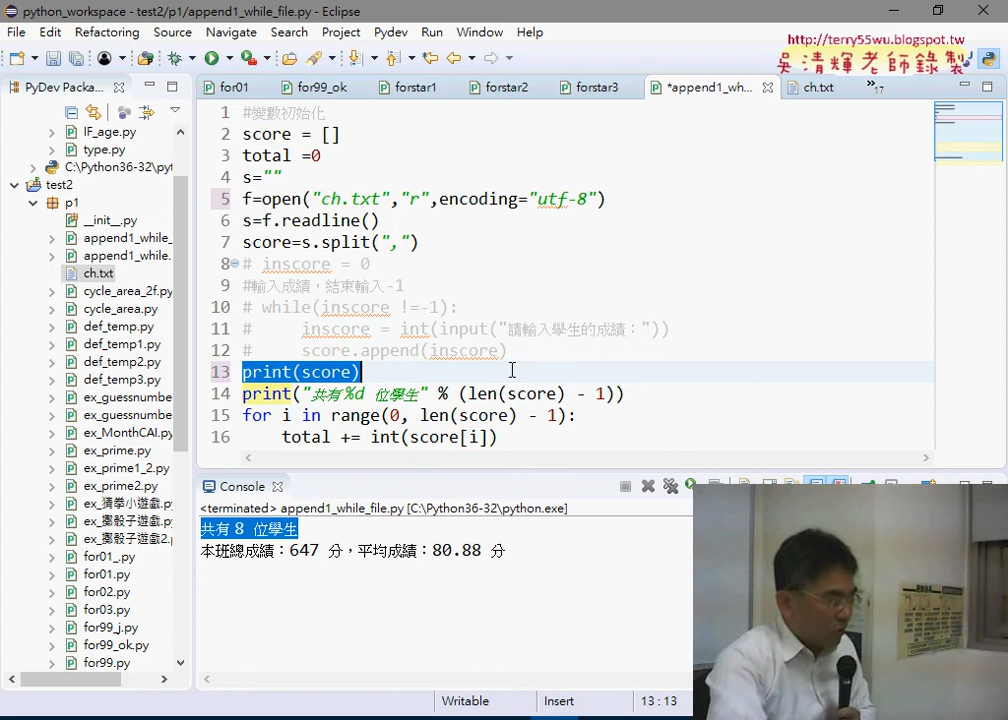 python_workspace - test2/p1/append1_while_file.py - Eclipse
File Edit Refactoring Source Navigate Search Project Pydev Run Window Help
http://terry55wu.blogspot.tw
吳清輝老師錄製
PyDev Packa...
for01 for99_ok forstar1 forstar2 forstar3 *append1_wh... ch.txt »17
IF_age.py
type.py
C:\Python36-32\pyt
test2
p1
__init__.py
append1_while_
append1_while.
ch.txt
cycle_area_2f.py
cycle_area.py
def_temp.py
def_temp1.py
def_temp2.py
def_temp3.py
ex_guessnumbe
ex_guessnumbe
ex_MonthCAI.py
ex_prime.py
ex_prime1_2.py
ex_prime2.py
ex_猜拳小遊戲.py
ex_擲骰子遊戲.py
ex_擲骰子遊戲2.
for01_.py
for01.py
for02.py
for03.py
for99_j.py
for99_ok.py
for99.py
1 #變數初始化
2 score = []
3 total =0
4 s=""
5 f=open("ch.txt","r",encoding="utf-8")
6 s=f.readline()
7 score=s.split(",")
8 # inscore = 0
9 #輸入成績，結束輸入-1
10 # while(inscore !=-1):
11 #     inscore = int(input("請輸入學生的成績："))
12 #     score.append(inscore)
13 print(score)
14 print("共有%d 位學生" % (len(score) - 1))
15 for i in range(0, len(score) - 1):
16     total += int(score[i])
Console
<terminated> append1_while_file.py [C:\Python36-32\python.exe]
共有 8 位學生
本班總成績：647 分，平均成績：80.88 分
Writable Insert 13:13